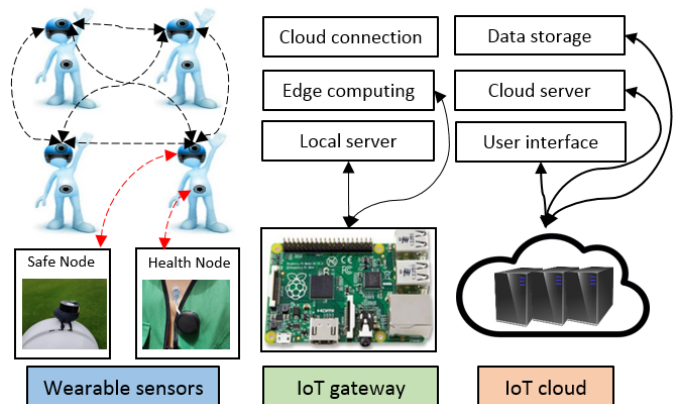 Cloud connection
Data storage
Edge computing
Cloud server
Local server
User interface
Safe Node
Health Node
HDMI
Wearable sensors
IoT gateway
IoT cloud